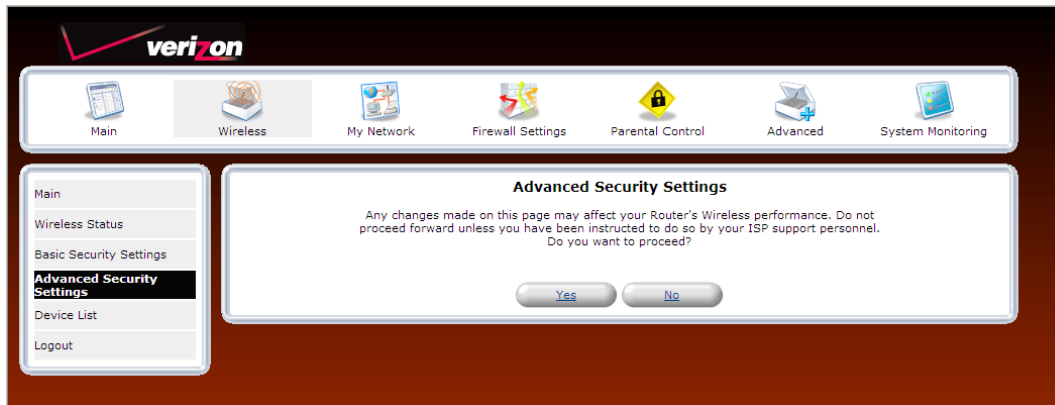 verizon
Main Wireless My Network Firewall Settings Parental Control Advanced System Monitoring
Main
Wireless Status
Basic Security Settings
Advanced Security
Settings
Device List
Logout
Advanced Security Settings
Any changes made on this page may affect your Router's Wireless performance. Do not
proceed forward unless you have been instructed to do so by your ISP support personnel.
Do you want to proceed?
Yes No